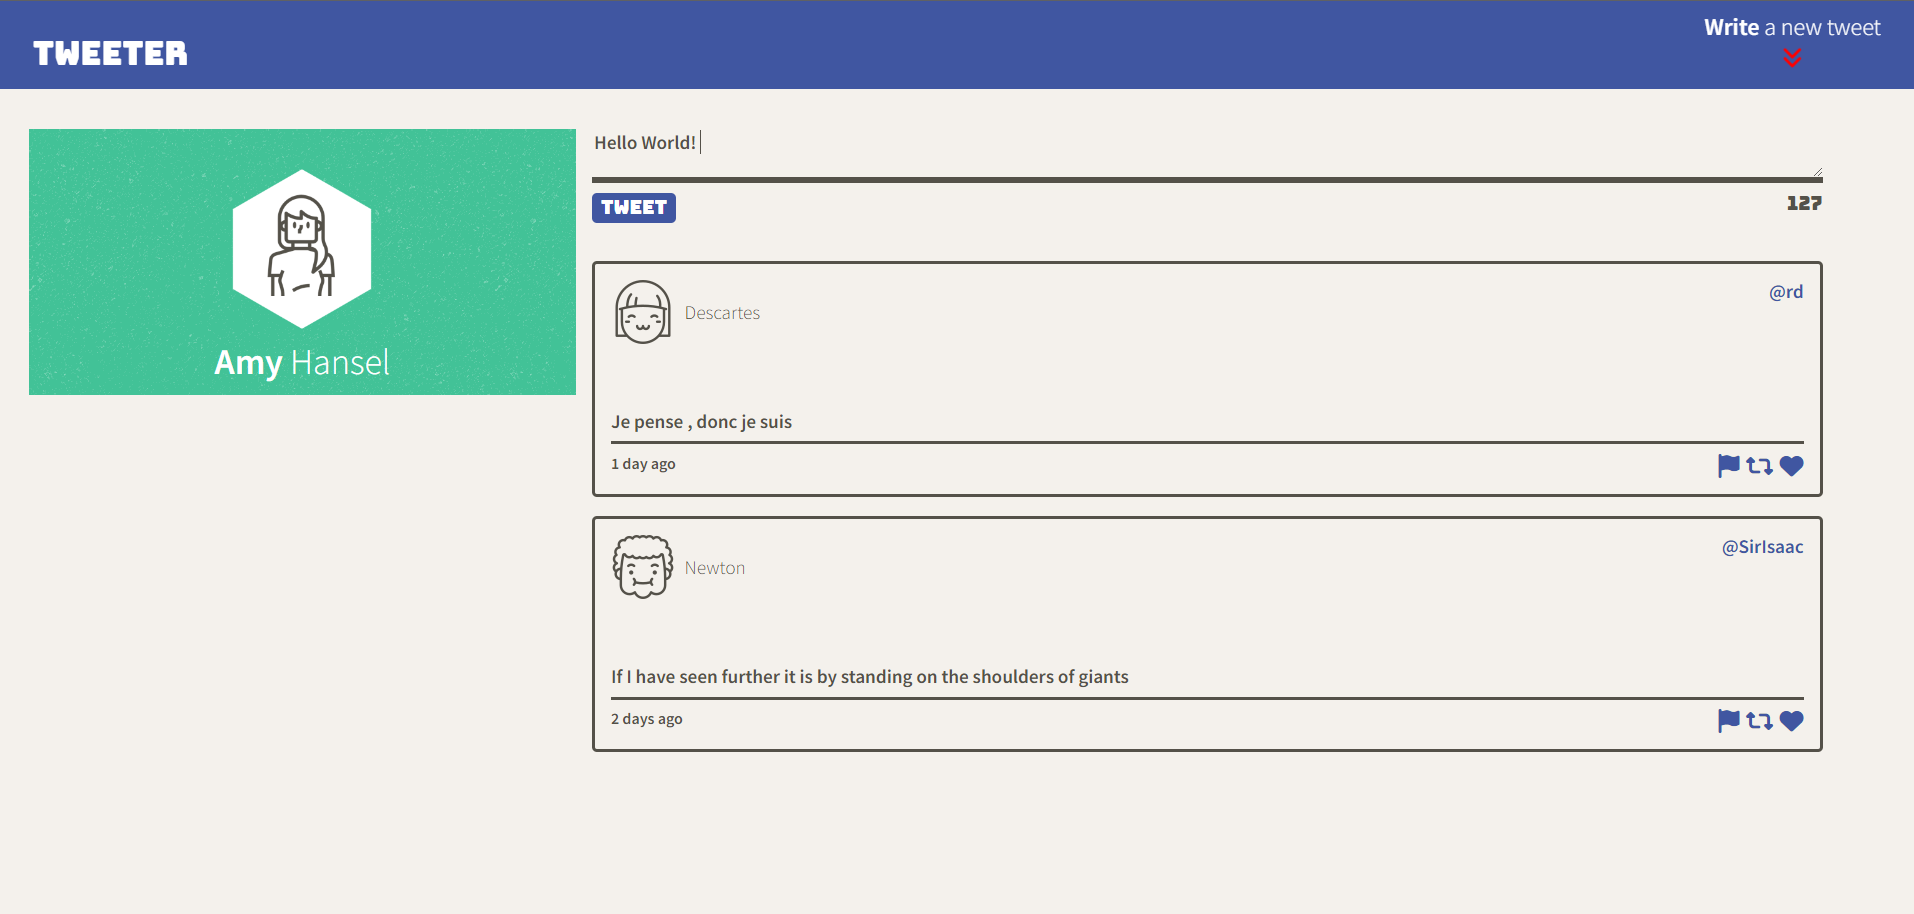 TWEETER
Write a new tweet
Amy Hansel
Hello World!
TWEET
127
Descartes
@rd
Je pense , donc je suis
1 day ago
Newton
@SirIsaac
If I have seen further it is by standing on the shoulders of giants
2 days ago